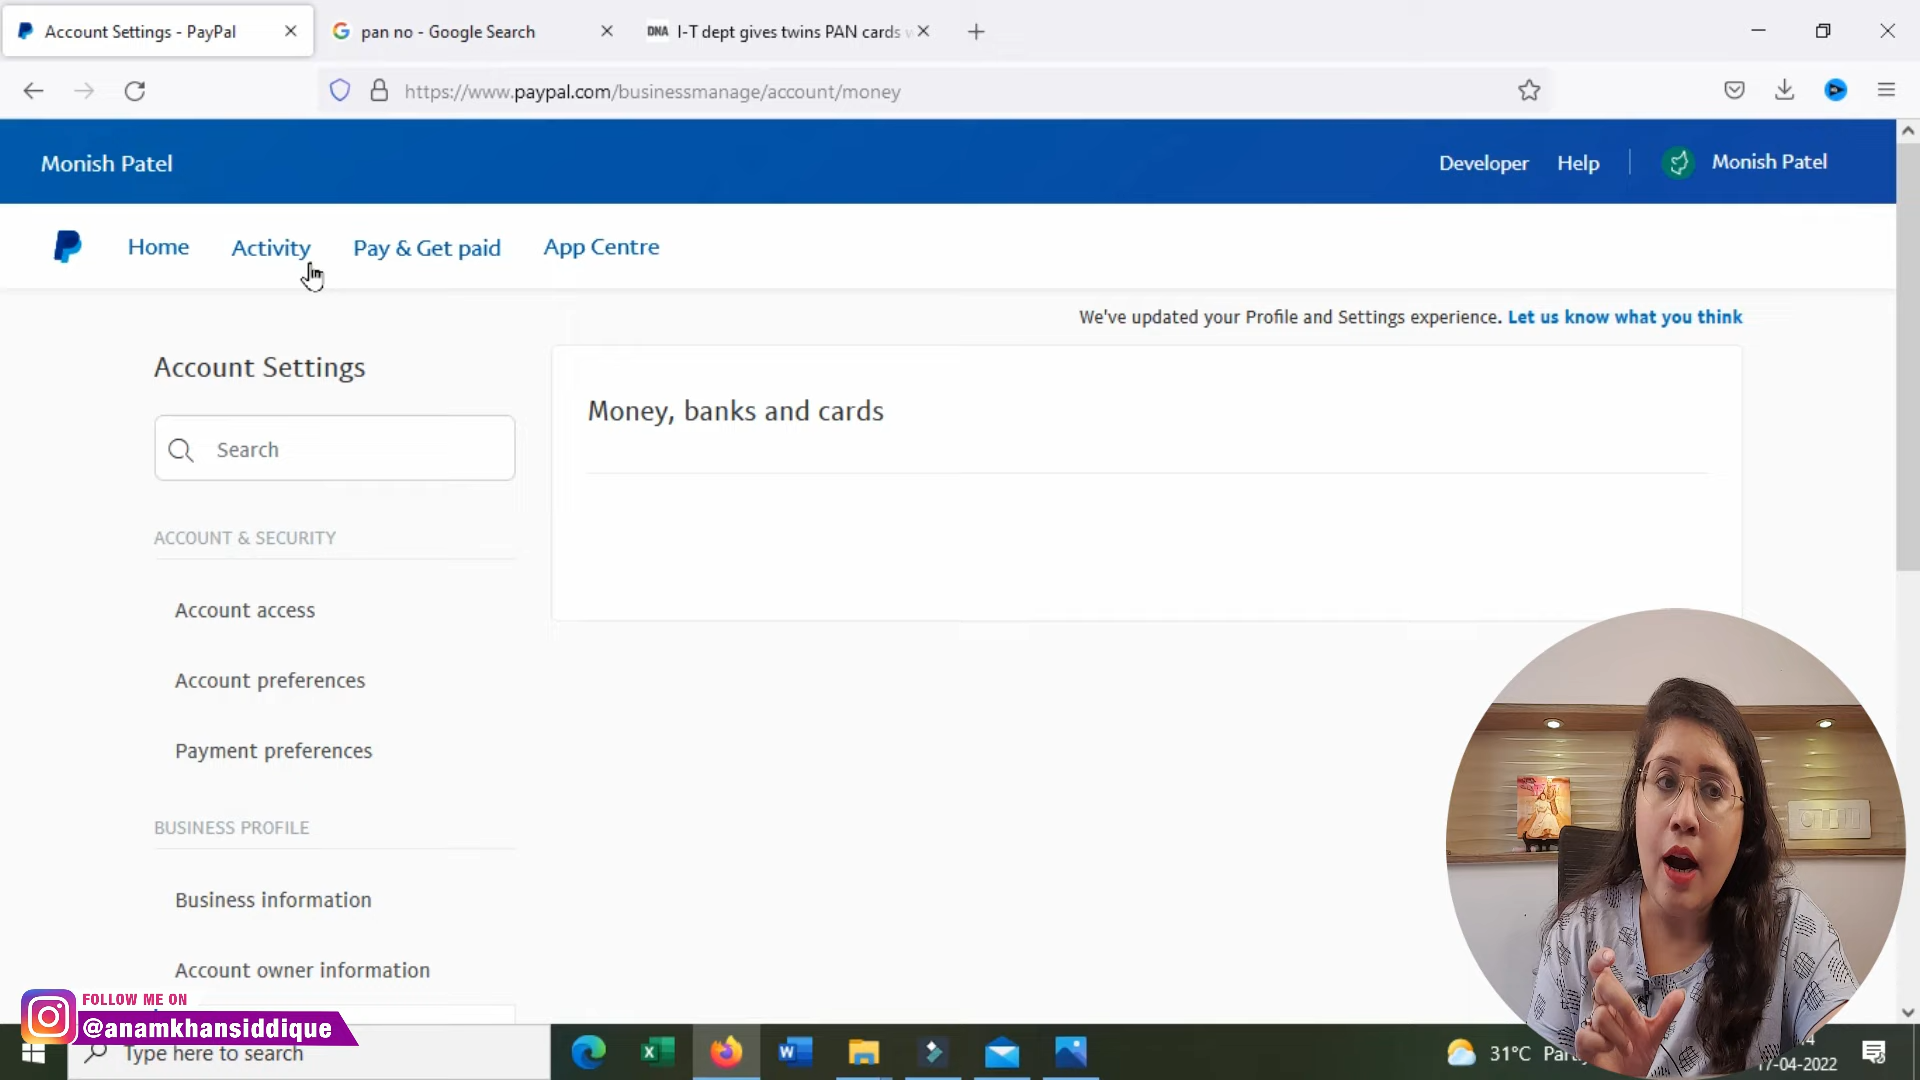 Account Settings - PayPal
pan no - Google Search
DNA I-T dept gives twins PAN cards
https://www.paypal.com/businessmanage/account/money
Monish Patel
Developer Help Monish Patel
Home Activity Pay & Get paid App Centre
We've updated your Profile and Settings experience. Let us know what you think
Account Settings
Search
Money, banks and cards
ACCOUNT & SECURITY
Account access
Account preferences
Payment preferences
BUSINESS PROFILE
Business information
Account owner information
FOLLOW ME ON
@anamkhansiddique
Type here to search
31°C
17-04-2022